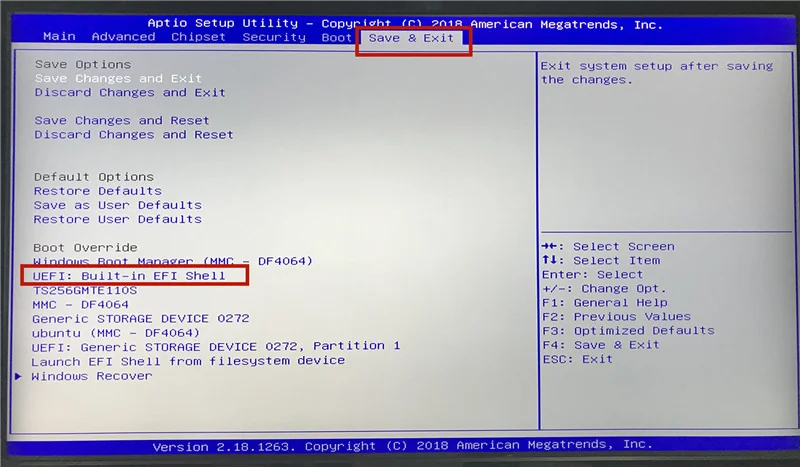 Aptio Setup Utility - Copyright (C) 2018 American Megatrends, Inc.
Main Advanced Chipset Security Boot Save & Exit
Save Options
Save Changes and Exit
Discard Changes and Exit
Save Changes and Reset
Discard Changes and Reset
Default Options
Restore Defaults
Save as User Defaults
Restore User Defaults
Boot Override
Windows Boot Manager (MMC - DF4064)
UEFI: Built-in EFI Shell
TS256GMTE110S
MMC - DF4064
Generic STORAGE DEVICE 0272
ubuntu (MMC - DF4064)
UEFI: Generic STORAGE DEVICE 0272, Partition 1
Launch EFI Shell from filesystem device
Windows Recover
Exit system setup after saving
the changes.
→←: Select Screen
↑↓: Select Item
Enter: Select
+/-: Change Opt.
F1: General Help
F2: Previous Values
F3: Optimized Defaults
F4: Save & Exit
ESC: Exit
Version 2.18.1263. Copyright (C) 2018 American Megatrends, Inc.